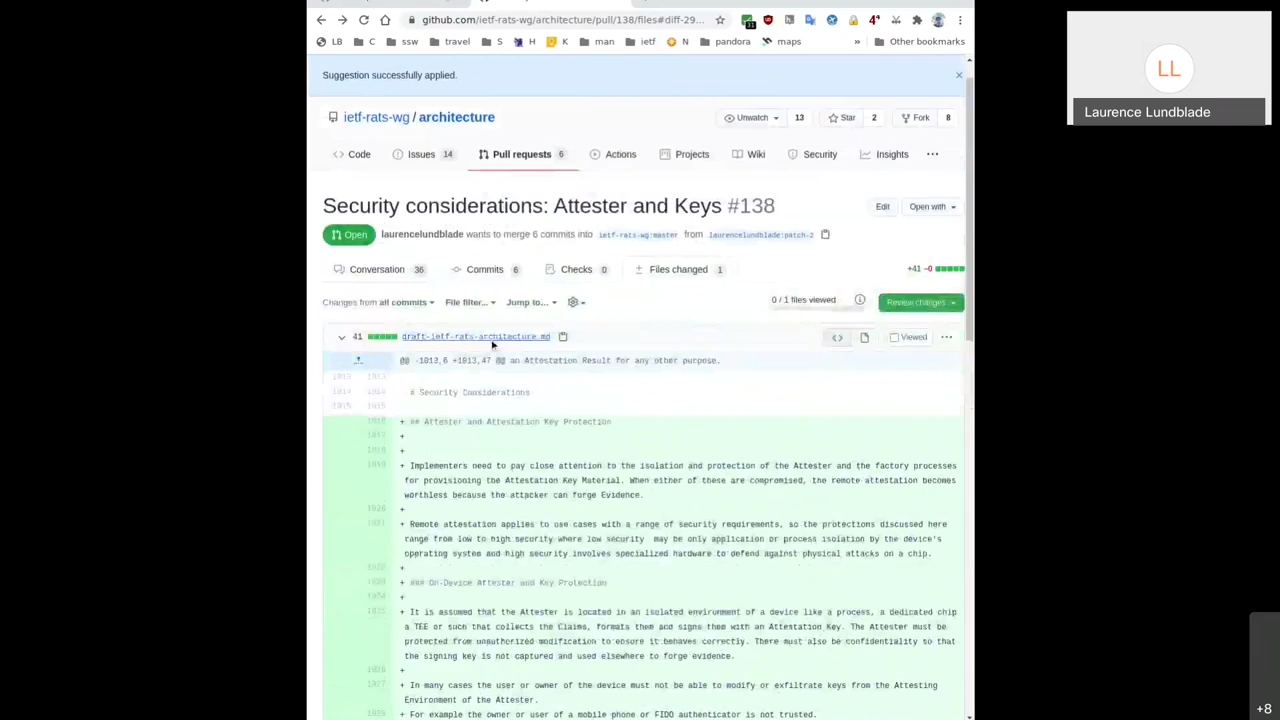 github.com/ietf-rats-wg/architecture/pull/138/files#diff-29...
LB C ssw travel S H K man ietf N pandora maps » Other bookmarks
Suggestion successfully applied.
ietf-rats-wg / architecture
Unwatch 13 Star 2 Fork 8
Code Issues 14 Pull requests 6 Actions Projects Wiki Security Insights
Security considerations: Attester and Keys #138
Edit Open with
Open laurencelundblade wants to merge 6 commits into ietf-rats-wg:master from laurencelundblade:patch-2
Conversation 36 Commits 6 Checks 0 Files changed 1 +41 −0
Changes from all commits File filter... Jump to... 0 / 1 files viewed Review changes
41 draft-ietf-rats-architecture.md Viewed
@@ -1013,6 +1013,47 @@ an Attestation Result for any other purpose.
# Security Considerations
+ ## Attester and Attestation Key Protection
+
+
+ Implementers need to pay close attention to the isolation and protection of the Attester and the factory processes
for provisioning the Attestation Key Material. When either of these are compromised, the remote attestation becomes
worthless because the attacker can forge Evidence.
+
+ Remote attestation applies to use cases with a range of security requirements, so the protections discussed here
range from low to high security where low security may be only application or process isolation by the device's
operating system and high security involves specialized hardware to defend against physical attacks on a chip.
+
+ ### On-Device Attester and Key Protection
+
+ It is assumed that the Attester is located in an isolated environment of a device like a process, a dedicated chip
a TEE or such that collects the Claims, formats them and signs them with an Attestation Key. The Attester must be
protected from unauthorized modification to ensure it behaves correctly. There must also be confidentiality so that
the signing key is not captured and used elsewhere to forge evidence.
+
+ In many cases the user or owner of the device must not be able to modify or exfiltrate keys from the Attesting
Environment of the Attester.
+ For example the owner or user of a mobile phone or FIDO authenticator is not trusted.
LL
Laurence Lundblade
+8